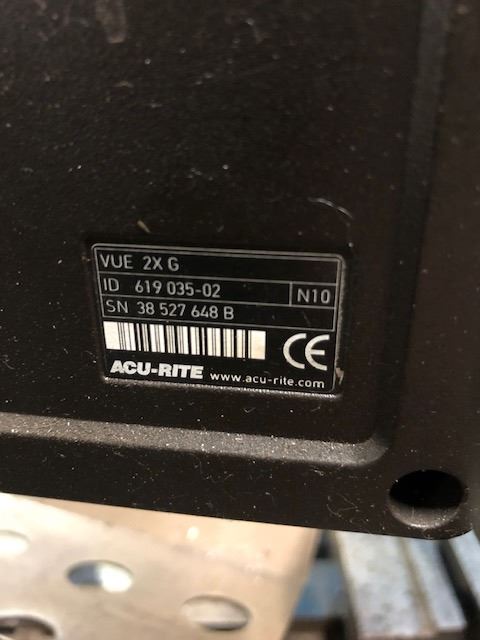 VUE 2X G
ID 619 035-02 N10
SN 38 527 648 B
CE
ACU-RITE www.acu-rite.com